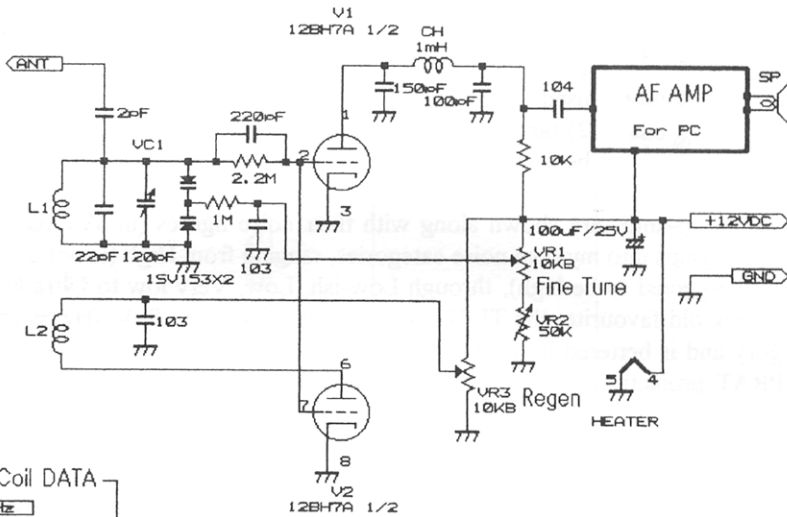 V1
12BH7A 1/2
CH
1mH
ANT
150pF
100pF
104
AF AMP
For PC
SP
2pF
220pF
VC1
1
2
2.2M
3
10K
L1
1M
22pF
120pF
103
1SV153X2
100uF/25V
+12VDC
VR1
10KB
Fine Tune
GND
L2
103
VR2
50K
6
7
VR3
10KB
Regen
5
4
HEATER
8
V2
12BH7A 1/2
Coil DATA